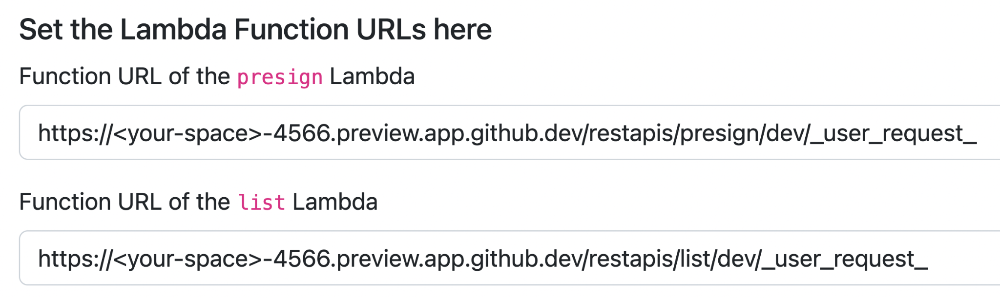 Set the Lambda Function URLs here
Function URL of the presign Lambda
https://<your-space>-4566.preview.app.github.dev/restapis/presign/dev/_user_request_
Function URL of the list Lambda
https://<your-space>-4566.preview.app.github.dev/restapis/list/dev/_user_request_